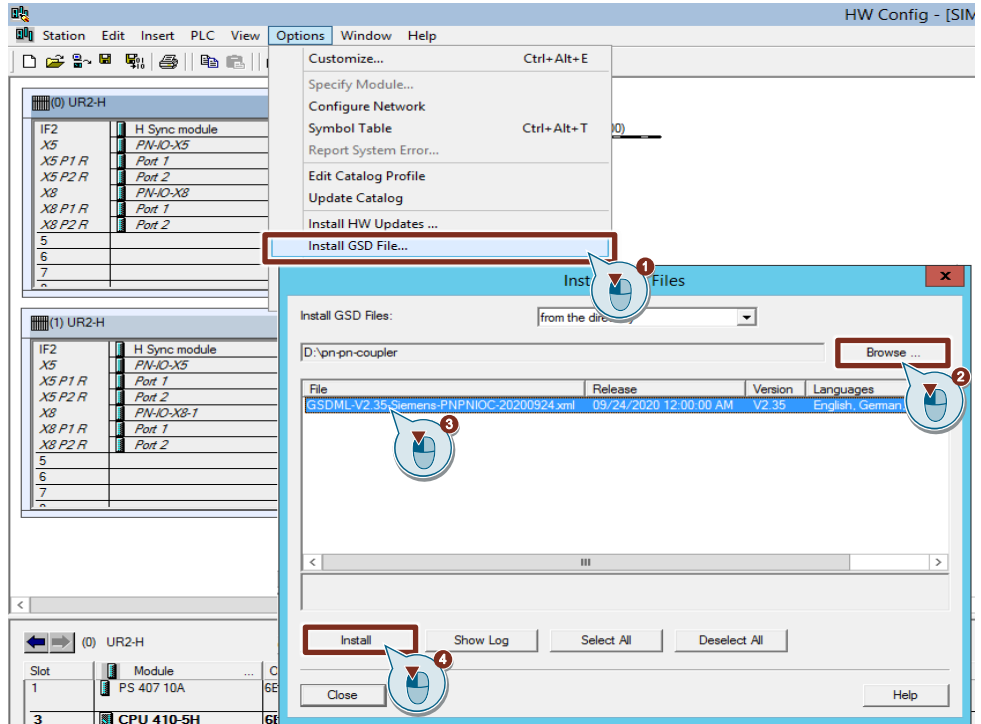 HW Config - [SIM
Station Edit Insert PLC View Options Window Help
Customize... Ctrl+Alt+E
Specify Module...
Configure Network
Symbol Table Ctrl+Alt+T
Report System Error...
Edit Catalog Profile
Update Catalog
Install HW Updates ...
Install GSD File...
(0) UR2-H
IF2 H Sync module
X5 PN-IO-X5
X5 P1 R Port 1
X5 P2 R Port 2
X8 PN-IO-X8
X8 P1 R Port 1
X8 P2 R Port 2
5
6
7
(1) UR2-H
IF2 H Sync module
X5 PN-IO-X5
X5 P1 R Port 1
X5 P2 R Port 2
X8 PN-IO-X8-1
X8 P1 R Port 1
X8 P2 R Port 2
5
6
7
1
Files
Install GSD Files: from the
D:\pn-pn-coupler Browse ...
2
File Release Version Languages
GSDML-V2.35-Siemens-PNPNIOC-20200924.xml 09/24/2020 12:00:00 AM V2.35 English, German,
3
Install Show Log Select All Deselect All
4
Close Help
(0) UR2-H
Slot Module ...
1 PS 407 10A
3 CPU 410-5H